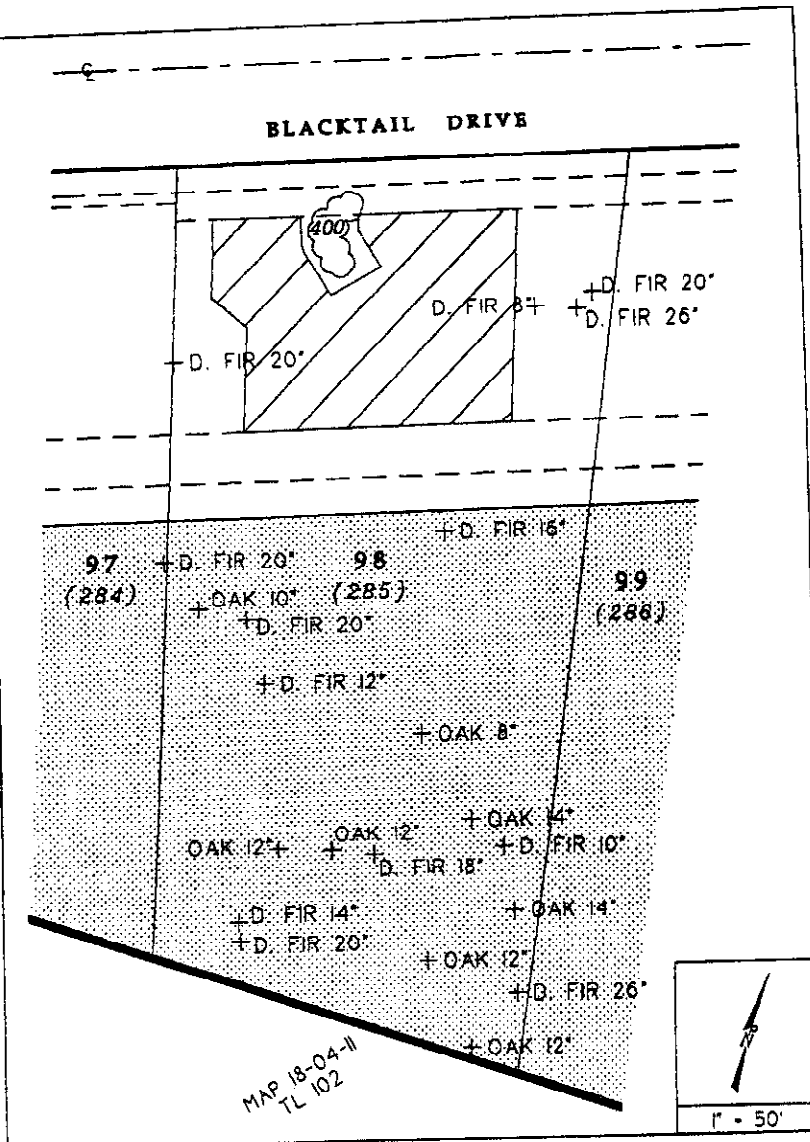 ℄
BLACKTAIL DRIVE
(400)
D. FIR 20"
D. FIR 8"
D. FIR 26"
D. FIR 20"
D. FIR 16"
97
D. FIR 20"
98
(284)
OAK 10"
(285)
99
D. FIR 20"
(286)
D. FIR 12"
OAK 8"
OAK 14"
OAK 12"
OAK 12"
D. FIR 10"
D. FIR 18"
D. FIR 14"
OAK 14"
D. FIR 20"
OAK 12"
D. FIR 26"
OAK 12"
MAP 18-04-11
TL 102
N
1" - 50'